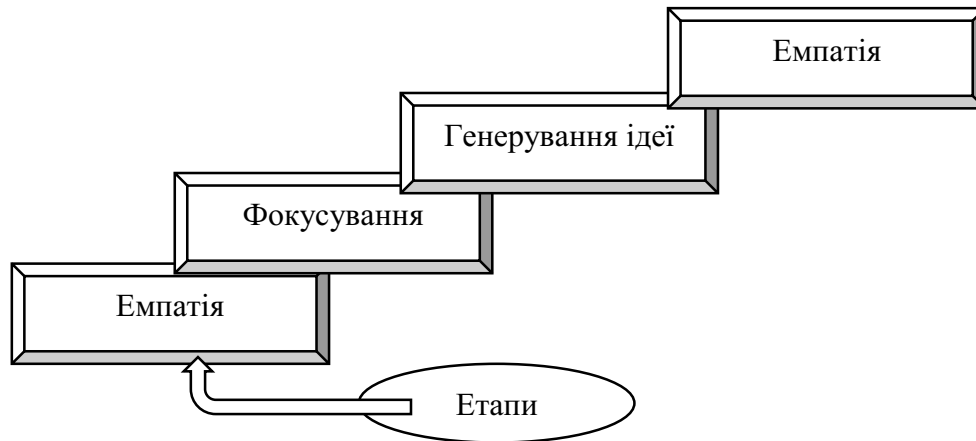 Емпатія
Генерування ідеї
Фокусування
Емпатія
Етапи